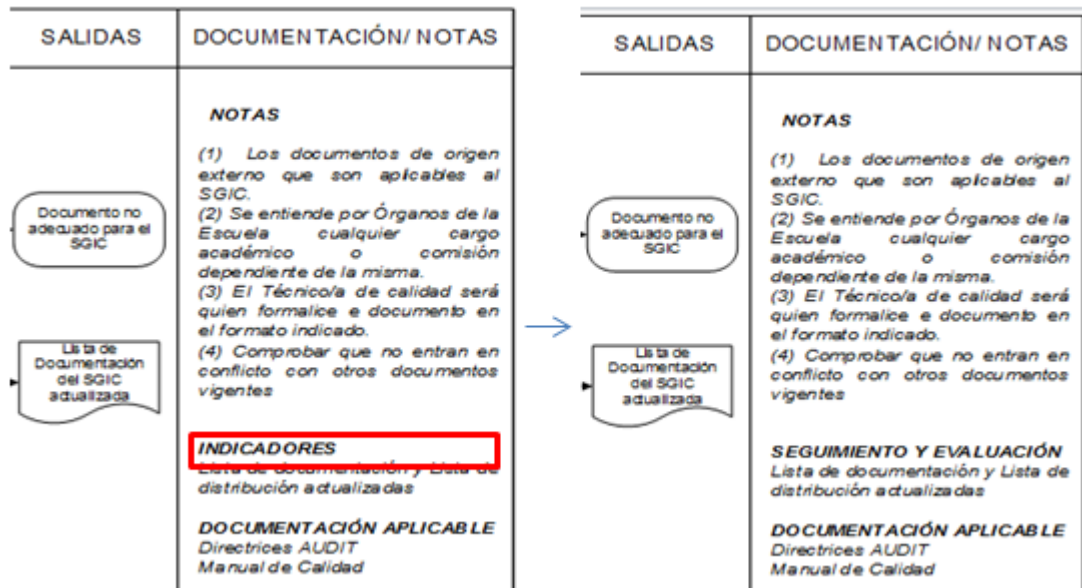 SALIDAS
DOCUMENTACIÓN/ NOTAS
NOTAS
(1) Los documentos de origen
externo que son aplicables al
SGIC.
(2) Se entiende por Órganos de la
Escuela cualquier cargo
académico o comisión
dependiente de la misma.
(3) El Técnico/a de calidad será
quien formalice e documento en
el formato indicado.
(4) Comprobar que no entran en
conflicto con otros documentos
vigentes
Documento no
adecuado para el
SGIC
Lista de
Documentación
del SGIC
actualizada
INDICADORES
Lista de documentación y Lista de
distribución actualizadas
DOCUMENTACIÓN APLICABLE
Directrices AUDIT
Manual de Calidad
SALIDAS
DOCUMENTACIÓN/ NOTAS
NOTAS
(1) Los documentos de origen
externo que son aplicables al
SGIC.
(2) Se entiende por Órganos de la
Escuela cualquier cargo
académico o comisión
dependiente de la misma.
(3) El Técnico/a de calidad será
quien formalice e documento en
el formato indicado.
(4) Comprobar que no entran en
conflicto con otros documentos
vigentes
Documento no
adecuado para el
SGIC
Lista de
Documentación
del SGIC
actualizada
SEGUIMIENTO Y EVALUACIÓN
Lista de documentación y Lista de
distribución actualizadas
DOCUMENTACIÓN APLICABLE
Directrices AUDIT
Manual de Calidad